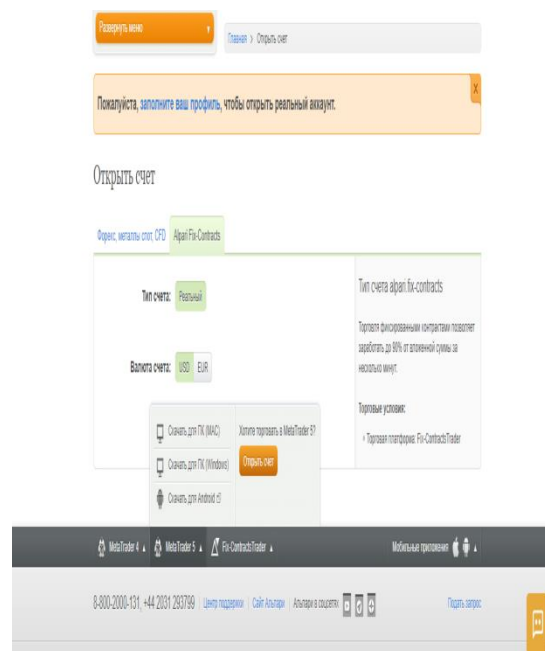 Развернуть меню
Главная > Открыть счет
Пожалуйста, заполните ваш профиль, чтобы открыть реальный аккаунт.
X
Открыть счет
Форекс, металлы спот, CFD
Alpari Fix-Contracts
Тип счета: Реальный
Валюта счета: USD EUR
Тип счета alpari.fix-contracts
Торговля фиксированными контрактами позволяет
заработать до 90% от вложенной суммы за
несколько минут.
Торговые условия:
Торговая платформа: Fix-ContractsTrader
Скачать для ПК (MAC)
Скачать для ПК (Windows)
Скачать для Android
Хотите торговать в MetaTrader 5?
Открыть счет
MetaTrader 4
MetaTrader 5
Fix-ContractsTrader
Мобильные приложения
8-800-2000-131, +44 2031 293799 | Центр поддержки | Сайт Альпари | Альпари в соцсетях
Подать запрос